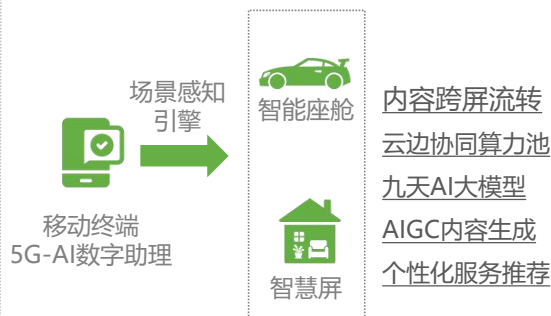 场景感知
引擎
移动终端
5G-AI数字助理
智能座舱
智慧屏
内容跨屏流转
云边协同算力池
九天AI大模型
AIGC内容生成
个性化服务推荐